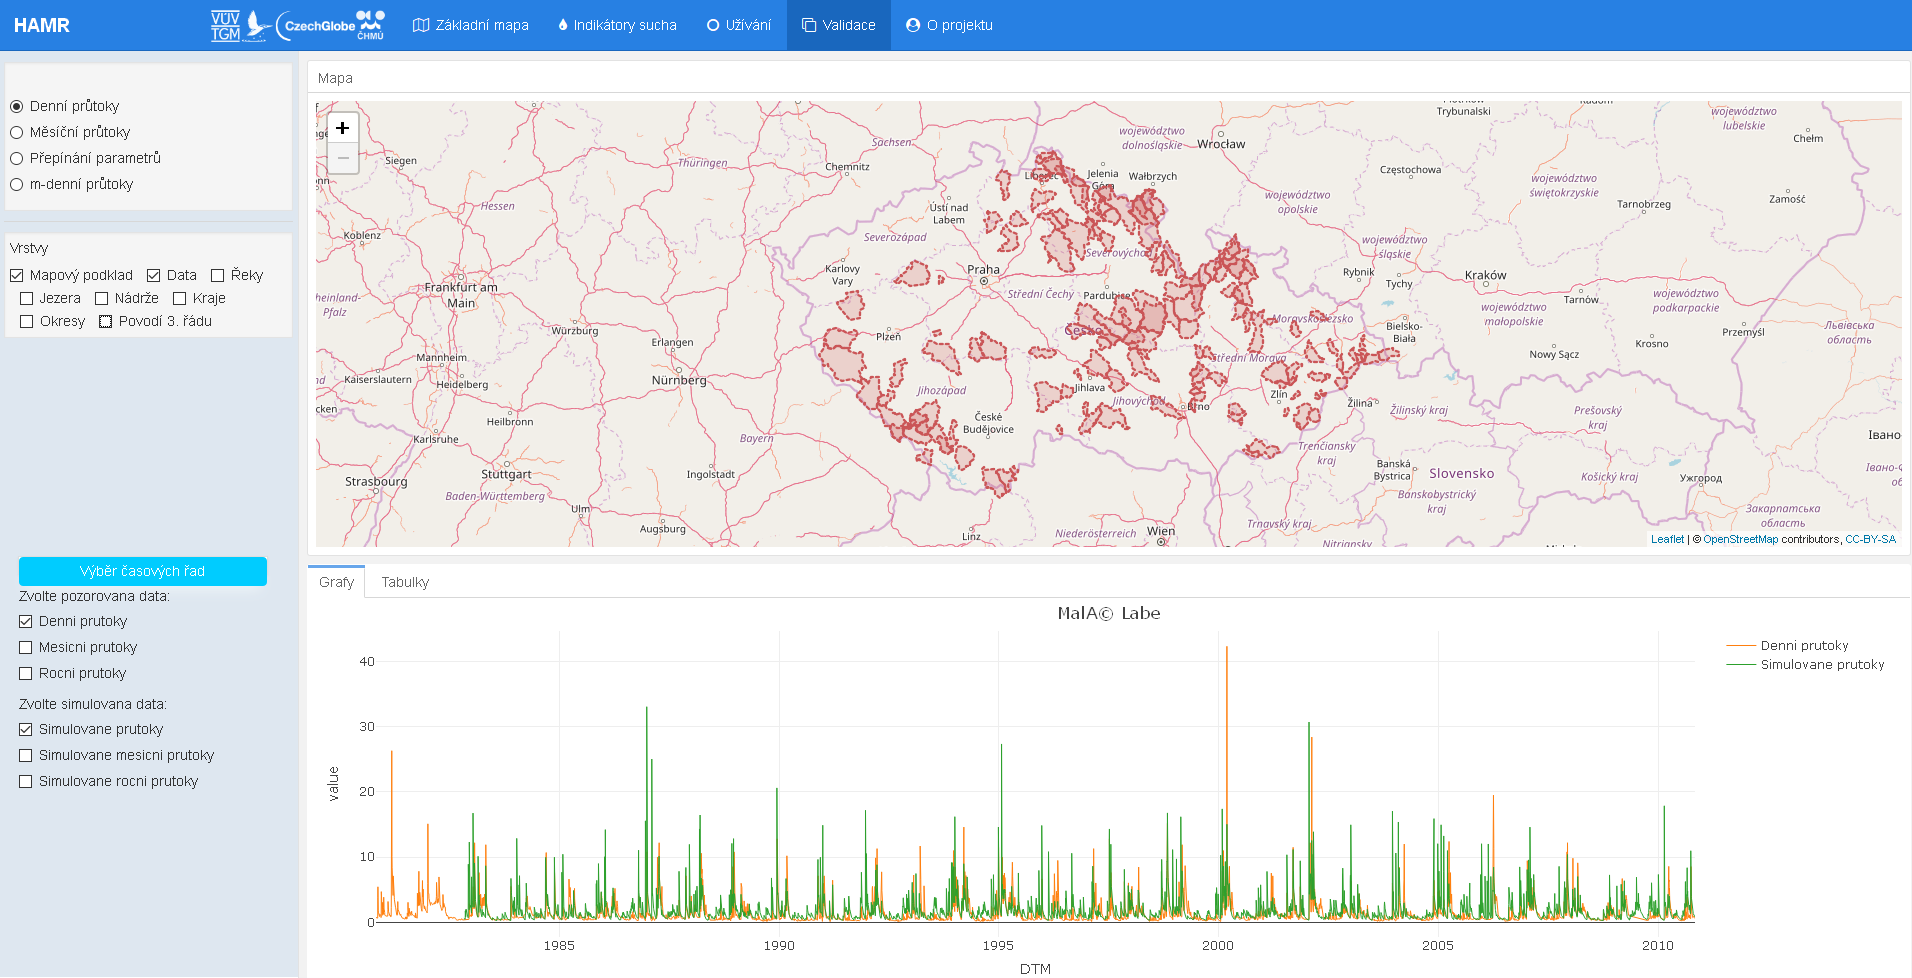 HAMR
VÚV TGM
CzechGlobe
ČHMÚ
Základní mapa
Indikátory sucha
Užívání
Validace
O projektu
Denní průtoky
Měsíční průtoky
Přepínání parametrů
m-denní průtoky
Vrstvy
Mapový podklad Data Řeky
Jezera Nádrže Kraje
Okresy Povodí 3. řádu
Výběr časových řad
Zvolte pozorovana data:
Denni prutoky
Mesicni prutoky
Rocni prutoky
Zvolte simulovana data:
Simulovane prutoky
Simulovane mesicni prutoky
Simulovane rocni prutoky
Mapa
+
−
Trybunalski
województwo lubelskie
Chełm
Siegen
Thüringen
Sachsen
Chemnitz
województwo dolnośląskie
Wrocław
Częstochowa
województwo świętokrzyskie
Zamość
Liberec
Jelenia Góra
Wałbrzych
województwo opolskie
Tarnobrzeg
Hessen
Ústí nad Labem
Koblenz
Severozápad
Severovýchod
województwo śląskie
Karlovy Vary
Praha
Rybnik
Tychy
Kraków
Frankfurt am Main
Střední Čechy
Pardubice
Tarnów
województwo podkarpackie
Rheinland-Pfalz
województwo małopolskie
Würzburg
Plzeň
Česko
Moravskoslezsko
Bielsko-Biała
Przemyśl
Львівська область
Erlangen
Mannheim
Střední Morava
Nowy Sącz
Krosno
Kaiserslautern
Heidelberg
Nürnberg
Jihozápad
Jihlava
Jihovýchod
Brno
Zlín
Žilina
Žilinský kraj
Prešovský kraj
Heilbronn
České Budějovice
Karlsruhe
Bayern
Trenčiansky kraj
Івано-
Stuttgart
Ingolstadt
Banská Bystrica
Slovensko
Košický kraj
Ужгород
Strasbourg
Baden-Württemberg
Banskobystrický kraj
Ulm
Augsburg
Linz
Niederösterreich
Wien
Trnavský kraj
Nitriansky
Закарпатська область
Leaflet | © OpenStreetMap contributors, CC-BY-SA
Grafy
Tabulky
MalA© Labe
Denni prutoky
Simulovane prutoky
40
30
20
10
0
value
1985
1990
1995
2000
2005
2010
DTM